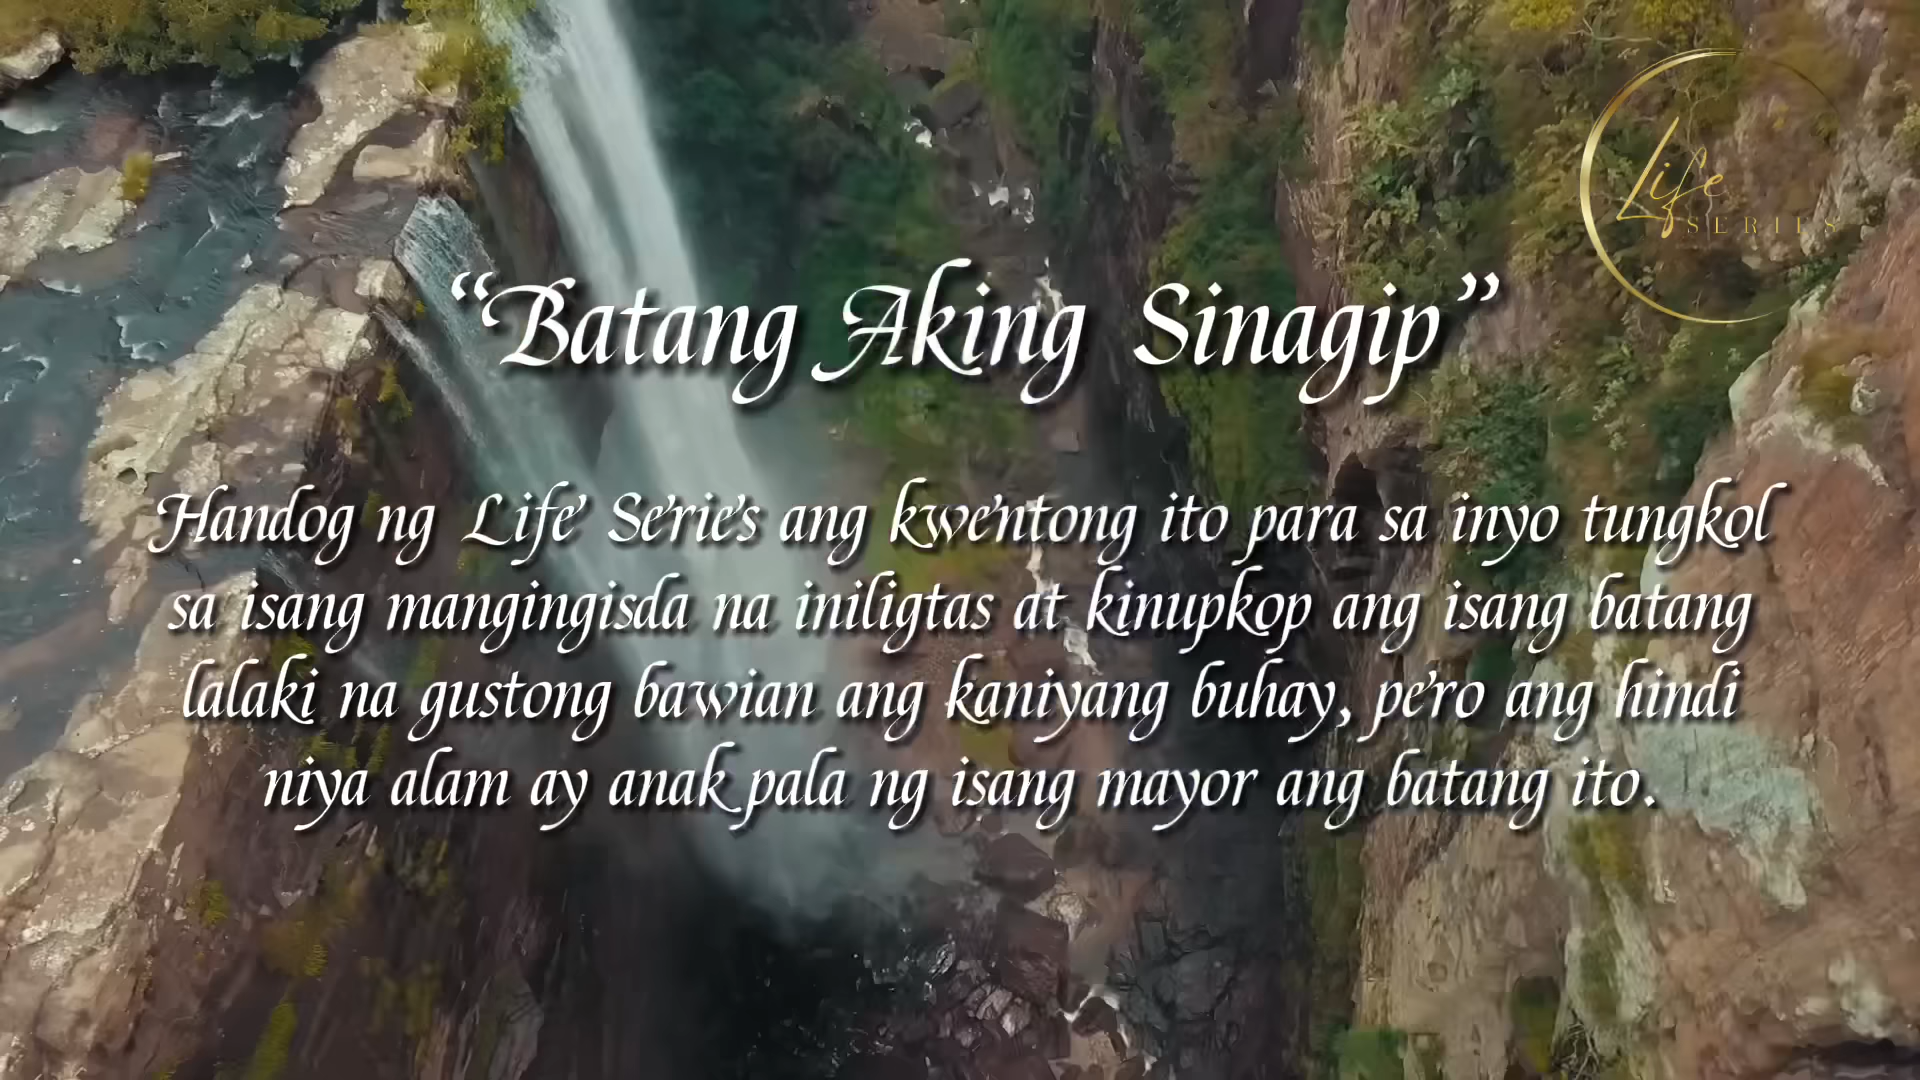 Life
SERIES
“Batang Aking Sinagip”
Handog ng Life Series ang kwentong ito para sa inyo tungkol
sa isang mangingisda na iniligtas at kinupkop ang isang batang
lalaki na gustong bawian ang kaniyang buhay, pero ang hindi
niya alam ay anak pala ng isang mayor ang batang ito.